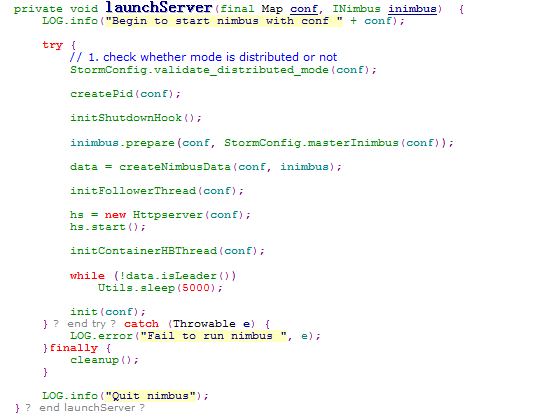 private void launchServer(final Map conf, INimbus inimbus) {
LOG.info("Begin to start nimbus with conf " + conf);
try {
// 1. check whether mode is distributed or not
StormConfig.validate_distributed_mode(conf);
createPid(conf);
initShutdownHook();
inimbus.prepare(conf, StormConfig.masterInimbus(conf));
data = createNimbusData(conf, inimbus);
initFollowerThread(conf);
hs = new Httpserver(conf);
hs.start();
initContainerHBThread(conf);
while (!data.isLeader())
Utils.sleep(5000);
init(conf);
} ? end try ? catch (Throwable e) {
LOG.error("Fail to run nimbus ", e);
}finally {
cleanup();
}
LOG.info("Quit nimbus");
} ? end launchServer ?